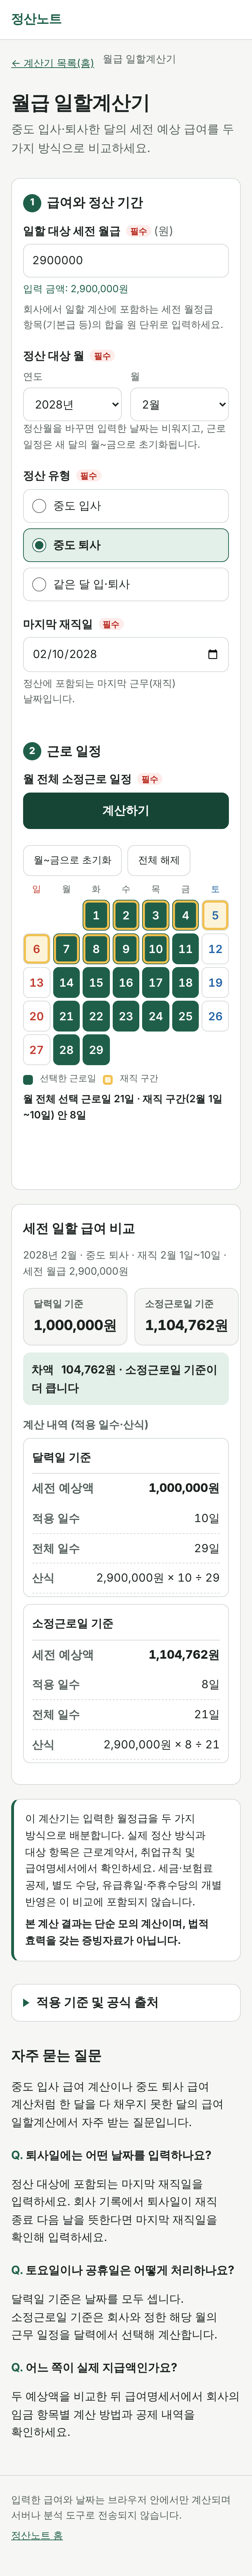 정산노트
← 계산기 목록(홈) 월급 일할계산기
월급 일할계산기
중도 입사·퇴사한 달의 세전 예상 급여를 두
가지 방식으로 비교하세요.
1 급여와 정산 기간
일할 대상 세전 월급 필수 (원)
2900000
입력 금액: 2,900,000원
회사에서 일할 계산에 포함하는 세전 월정급
항목(기본급 등)의 합을 원 단위로 입력하세요.
정산 대상 월 필수
연도 월
2028년 2월
정산월을 바꾸면 입력한 날짜는 비워지고, 근로
일정은 새 달의 월~금으로 초기화됩니다.
정산 유형 필수
중도 입사
중도 퇴사
같은 달 입·퇴사
마지막 재직일 필수
02/10/2028
정산에 포함되는 마지막 근무(재직)
날짜입니다.
2 근로 일정
월 전체 소정근로 일정 필수
계산하기
월~금으로 초기화 전체 해제
일 월 화 수 목 금 토
1 2 3 4 5
6 7 8 9 10 11 12
13 14 15 16 17 18 19
20 21 22 23 24 25 26
27 28 29
선택한 근로일 재직 구간
월 전체 선택 근로일 21일 · 재직 구간(2월 1일
~10일) 안 8일
세전 일할 급여 비교
2028년 2월 · 중도 퇴사 · 재직 2월 1일~10일 ·
세전 월급 2,900,000원
달력일 기준 소정근로일 기준
1,000,000원 1,104,762원
차액 104,762원 · 소정근로일 기준이
더 큽니다
계산 내역 (적용 일수·산식)
달력일 기준
세전 예상액 1,000,000원
적용 일수 10일
전체 일수 29일
산식 2,900,000원 × 10 ÷ 29
소정근로일 기준
세전 예상액 1,104,762원
적용 일수 8일
전체 일수 21일
산식 2,900,000원 × 8 ÷ 21
이 계산기는 입력한 월정급을 두 가지
방식으로 배분합니다. 실제 정산 방식과
대상 항목은 근로계약서, 취업규칙 및
급여명세서에서 확인하세요. 세금·보험료
공제, 별도 수당, 유급휴일·주휴수당의 개별
반영은 이 비교에 포함되지 않습니다.
본 계산 결과는 단순 모의 계산이며, 법적
효력을 갖는 증빙자료가 아닙니다.
▶ 적용 기준 및 공식 출처
자주 묻는 질문
중도 입사 급여 계산이나 중도 퇴사 급여
계산처럼 한 달을 다 채우지 못한 달의 급여
일할계산에서 자주 받는 질문입니다.
Q. 퇴사일에는 어떤 날짜를 입력하나요?
정산 대상에 포함되는 마지막 재직일을
입력하세요. 회사 기록에서 퇴사일이 재직
종료 다음 날을 뜻한다면 마지막 재직일을
확인해 입력하세요.
Q. 토요일이나 공휴일은 어떻게 처리하나요?
달력일 기준은 날짜를 모두 셉니다.
소정근로일 기준은 회사와 정한 해당 월의
근무 일정을 달력에서 선택해 계산합니다.
Q. 어느 쪽이 실제 지급액인가요?
두 예상액을 비교한 뒤 급여명세서에서 회사의
임금 항목별 계산 방법과 공제 내역을
확인하세요.
입력한 급여와 날짜는 브라우저 안에서만 계산되며
서버나 분석 도구로 전송되지 않습니다.
정산노트 홈